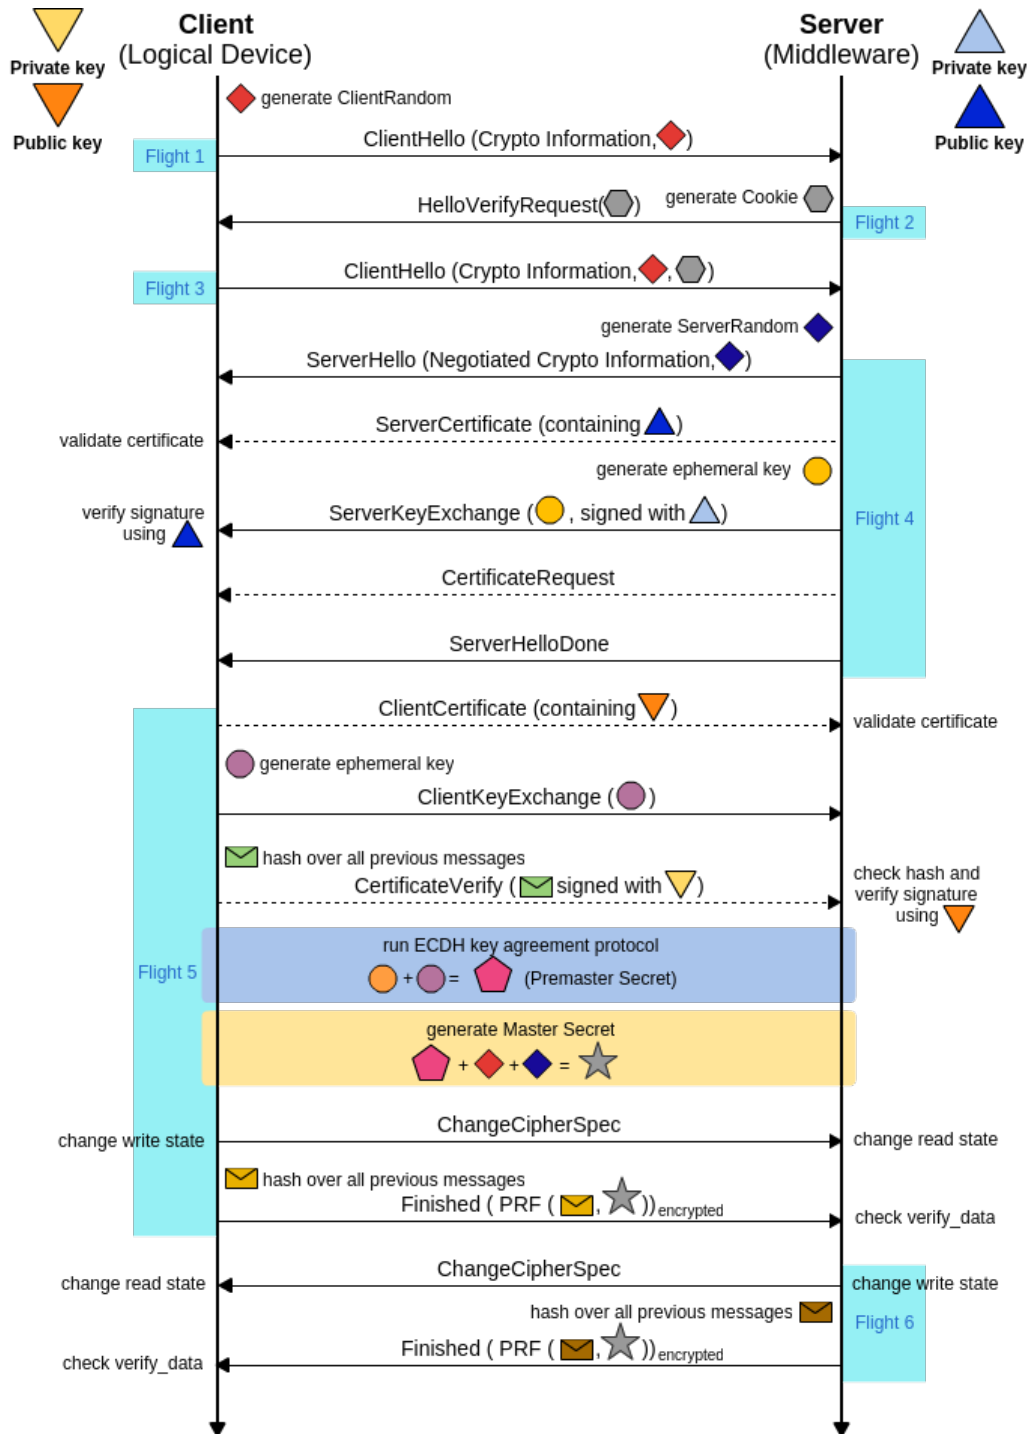 Client
(Logical Device)
Server
(Middleware)
Private key
Public key
Private key
Public key
generate ClientRandom
Flight 1
ClientHello (Crypto Information, )
generate Cookie
HelloVerifyRequest( )
Flight 2
Flight 3
ClientHello (Crypto Information, , )
generate ServerRandom
ServerHello (Negotiated Crypto Information, )
validate certificate
ServerCertificate (containing )
generate ephemeral key
verify signature
using
ServerKeyExchange ( , signed with )
Flight 4
CertificateRequest
ServerHelloDone
ClientCertificate (containing )
validate certificate
generate ephemeral key
ClientKeyExchange ( )
hash over all previous messages
CertificateVerify ( signed with )
check hash and
verify signature
using
Flight 5
run ECDH key agreement protocol
+ = (Premaster Secret)
generate Master Secret
+ + =
change write state
ChangeCipherSpec
change read state
hash over all previous messages
Finished ( PRF ( , )) encrypted
check verify_data
change read state
ChangeCipherSpec
change write state
hash over all previous messages
Flight 6
check verify_data
Finished ( PRF ( , )) encrypted